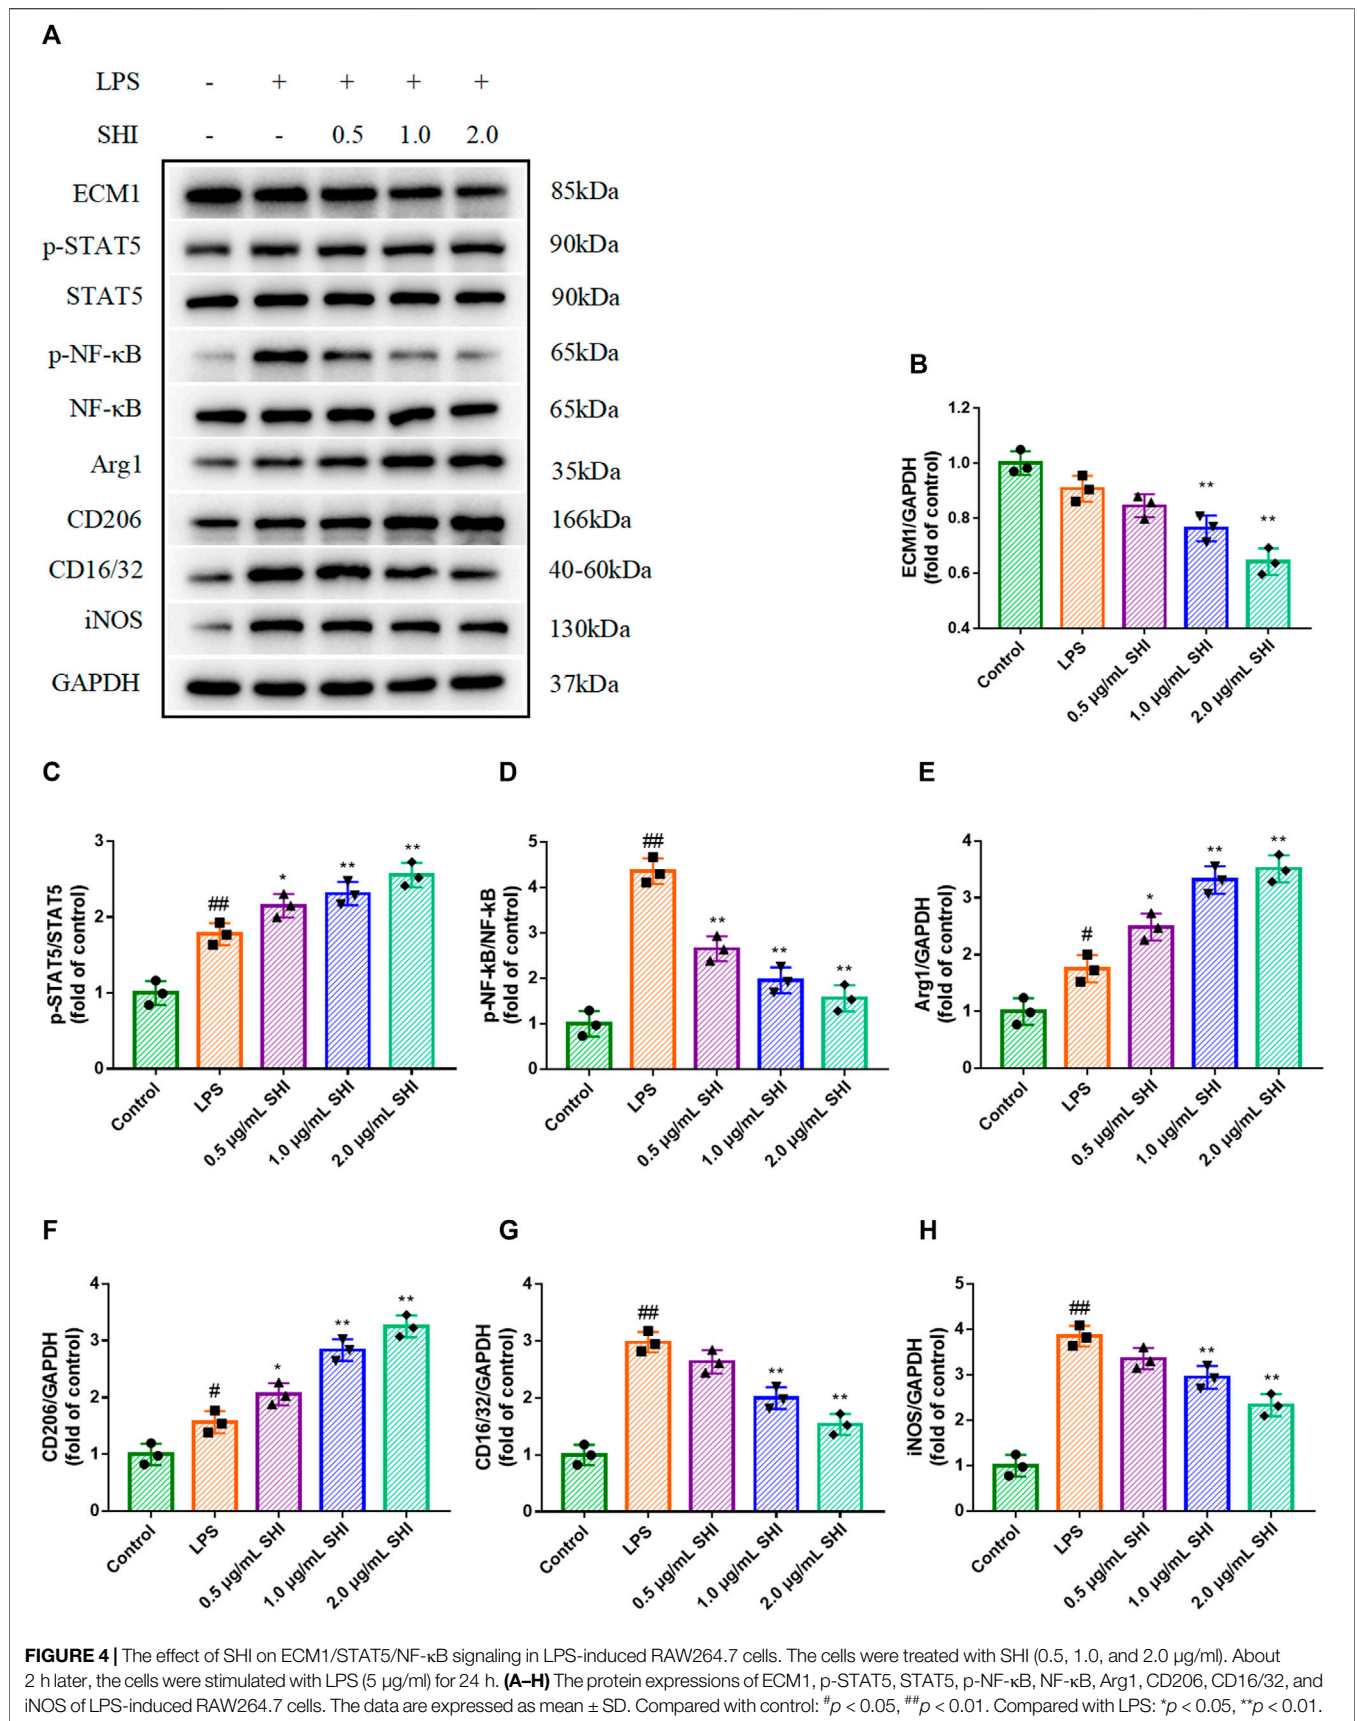 A
LPS - + + + +
SHI - - 0.5 1.0 2.0
ECM1 85kDa
p-STAT5 90kDa
STAT5 90kDa
p-NF-κB 65kDa
NF-κB 65kDa
Arg1 35kDa
CD206 166kDa
CD16/32 40-60kDa
iNOS 130kDa
GAPDH 37kDa
B
ECM1/GAPDH
(fold of control)
1.2
1.0
0.8
0.6
0.4
**
**
Control
LPS
0.5 µg/mL SHI
1.0 µg/mL SHI
2.0 µg/mL SHI
C
p-STAT5/STAT5
(fold of control)
3
2
1
0
##
*
**
**
Control
LPS
0.5 µg/mL SHI
1.0 µg/mL SHI
2.0 µg/mL SHI
D
p-NF-kB/NF-kB
(fold of control)
5
4
3
2
1
0
##
**
**
**
Control
LPS
0.5 µg/mL SHI
1.0 µg/mL SHI
2.0 µg/mL SHI
E
Arg1/GAPDH
(fold of control)
4
3
2
1
0
#
*
**
**
Control
LPS
0.5 µg/mL SHI
1.0 µg/mL SHI
2.0 µg/mL SHI
F
CD206/GAPDH
(fold of control)
4
3
2
1
0
#
*
**
**
Control
LPS
0.5 µg/mL SHI
1.0 µg/mL SHI
2.0 µg/mL SHI
G
CD16/32/GAPDH
(fold of control)
4
3
2
1
0
##
**
**
Control
LPS
0.5 µg/mL SHI
1.0 µg/mL SHI
2.0 µg/mL SHI
H
iNOS/GAPDH
(fold of control)
5
4
3
2
1
0
##
**
**
Control
LPS
0.5 µg/mL SHI
1.0 µg/mL SHI
2.0 µg/mL SHI
FIGURE 4 | The effect of SHI on ECM1/STAT5/NF-κB signaling in LPS-induced RAW264.7 cells. The cells were treated with SHI (0.5, 1.0, and 2.0 µg/ml). About
2 h later, the cells were stimulated with LPS (5 µg/ml) for 24 h. (A–H) The protein expressions of ECM1, p-STAT5, STAT5, p-NF-κB, NF-κB, Arg1, CD206, CD16/32, and
iNOS of LPS-induced RAW264.7 cells. The data are expressed as mean ± SD. Compared with control: #p < 0.05, ##p < 0.01. Compared with LPS: *p < 0.05, **p < 0.01.